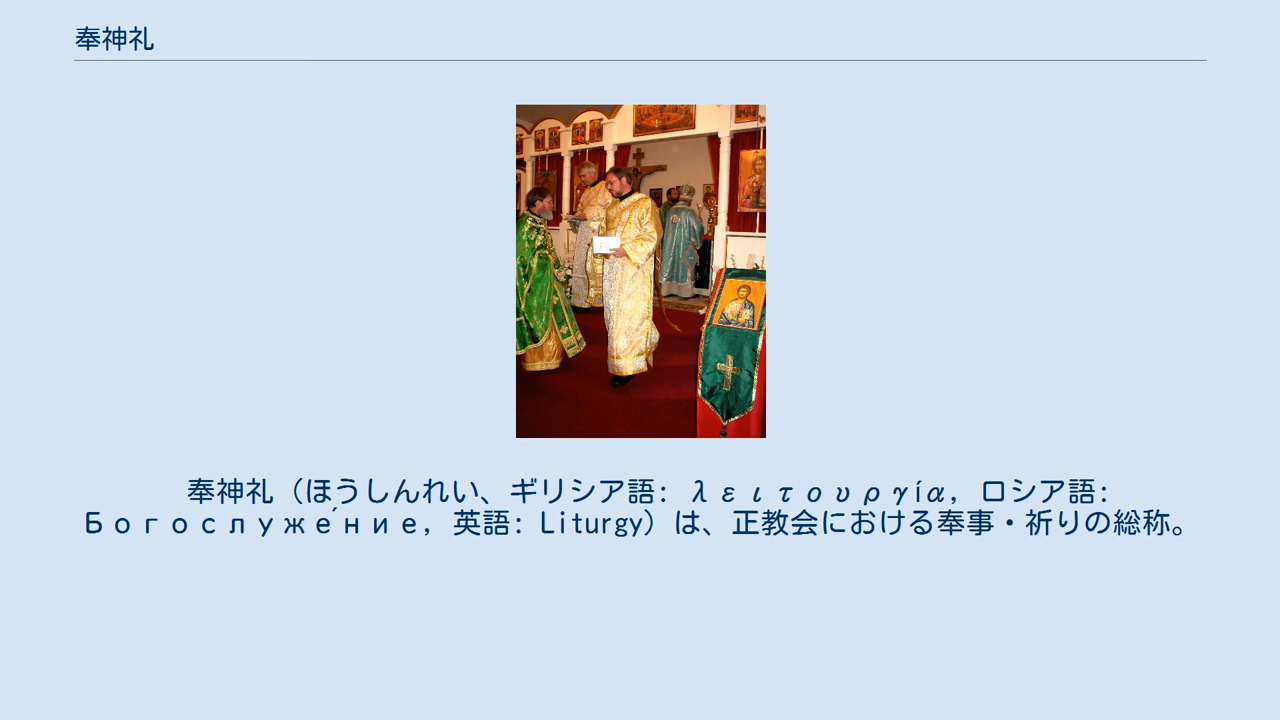 奉神礼
奉神礼（ほうしんれい、ギリシア語: λειτουργία, ロシア語:
Богослуже́ние, 英語: Liturgy）は、正教会における奉事・祈りの総称。